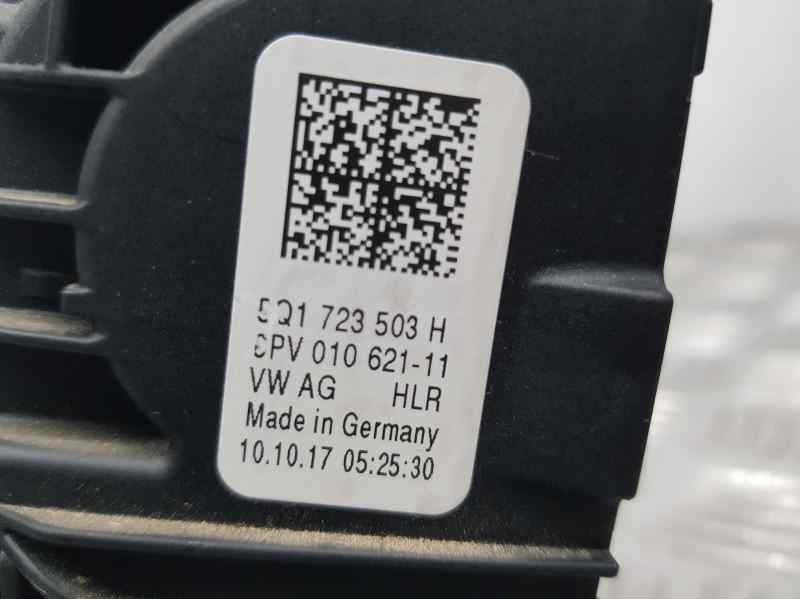 5Q1 723 503 H
6PV 010 621-11
VW AG HLR
Made in Germany
10.10.17 05:25:30